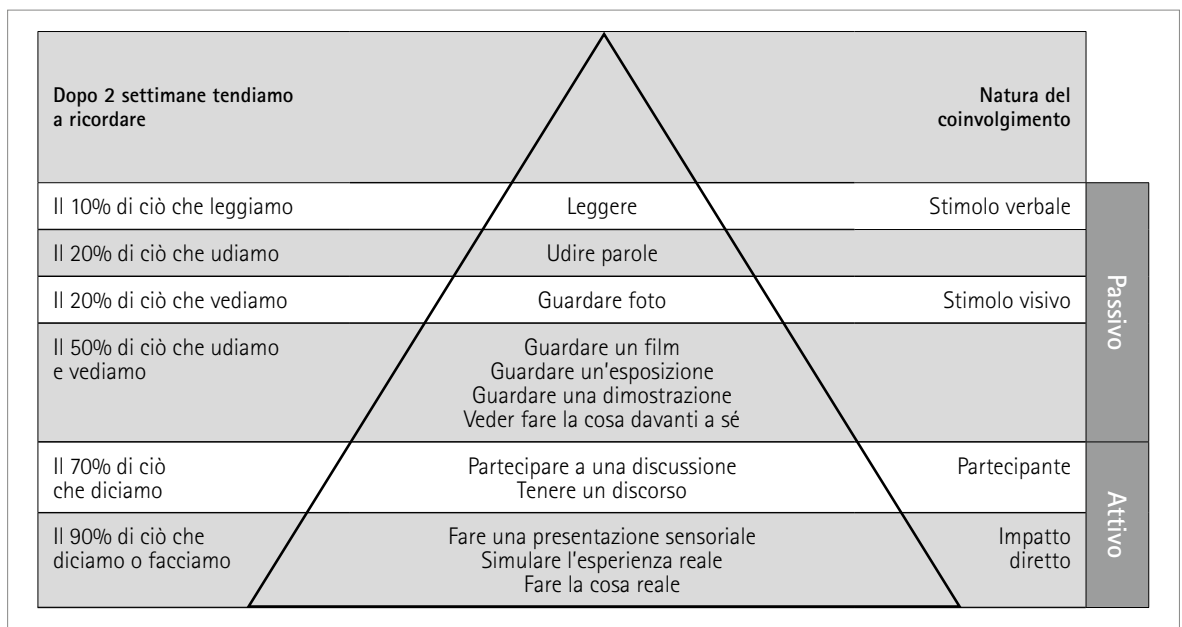 Dopo 2 settimane tendiamo
a ricordare
Natura del
coinvolgimento
Il 10% di ciò che leggiamo
Leggere
Stimolo verbale
Il 20% di ciò che udiamo
Udire parole
Il 20% di ciò che vediamo
Guardare foto
Stimolo visivo
Il 50% di ciò che udiamo
e vediamo
Guardare un film
Guardare un'esposizione
Guardare una dimostrazione
Veder fare la cosa davanti a sé
Passivo
Il 70% di ciò
che diciamo
Partecipare a una discussione
Tenere un discorso
Partecipante
Il 90% di ciò che
diciamo o facciamo
Fare una presentazione sensoriale
Simulare l'esperienza reale
Fare la cosa reale
Impatto
diretto
Attivo